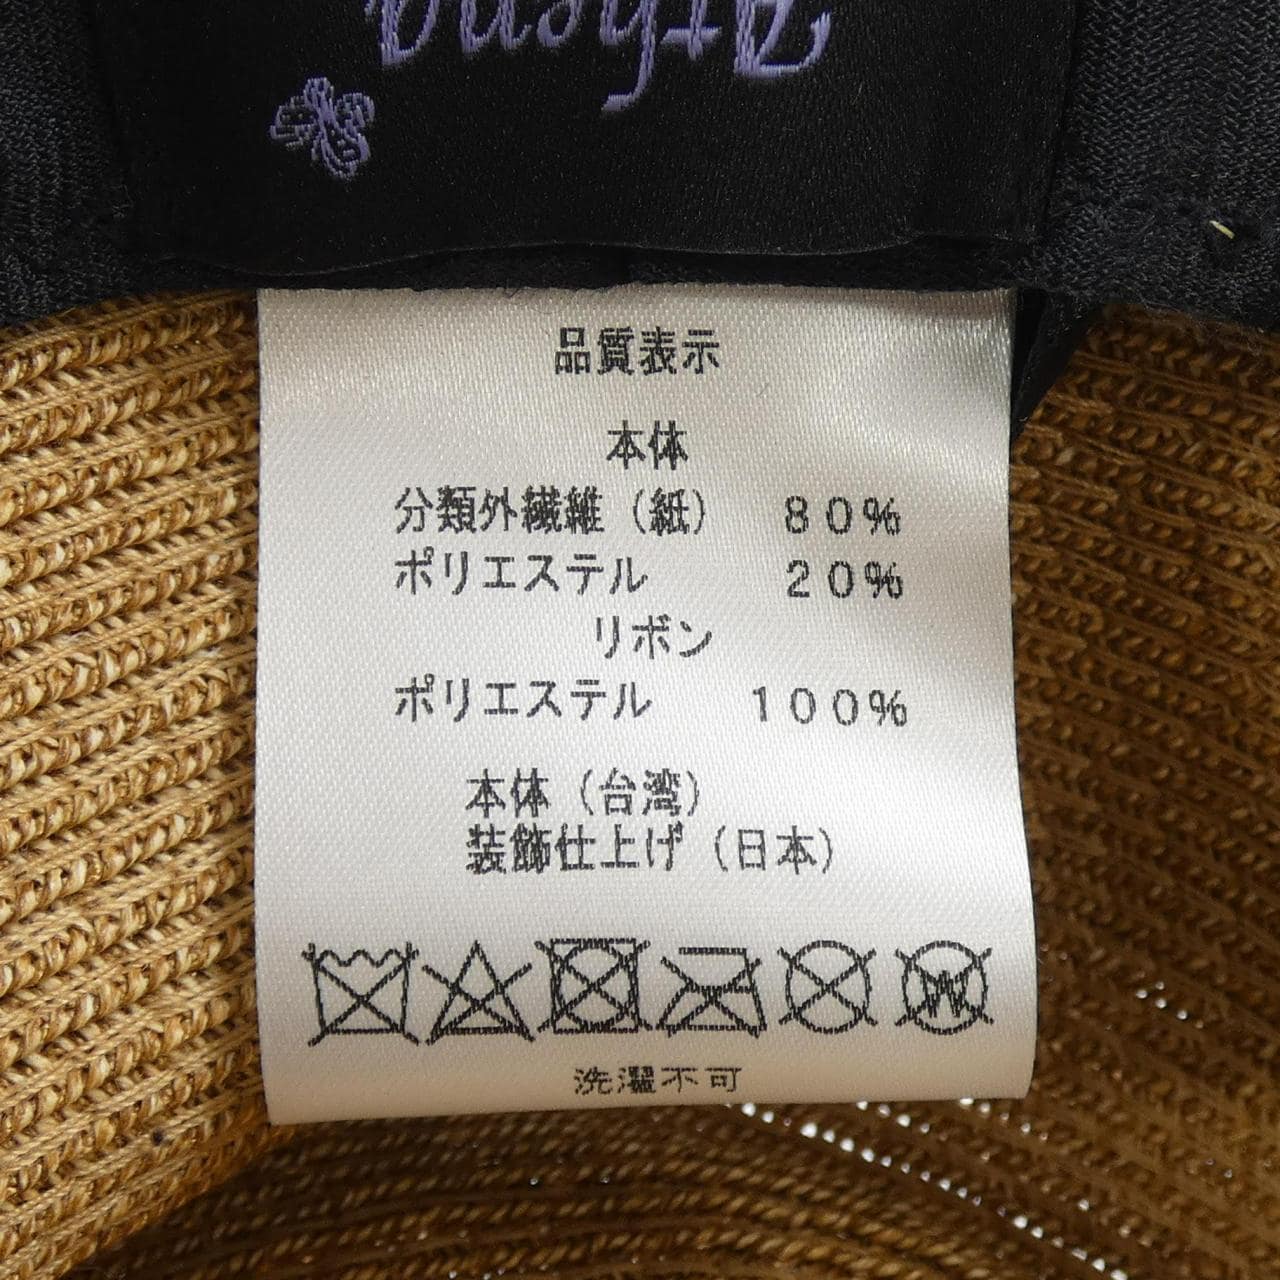 Athena
品質表示
本体
分類外繊維（紙） 80%
ポリエステル 20%
リボン
ポリエステル 100%
本体（台湾）
装飾仕上げ（日本）
洗濯不可